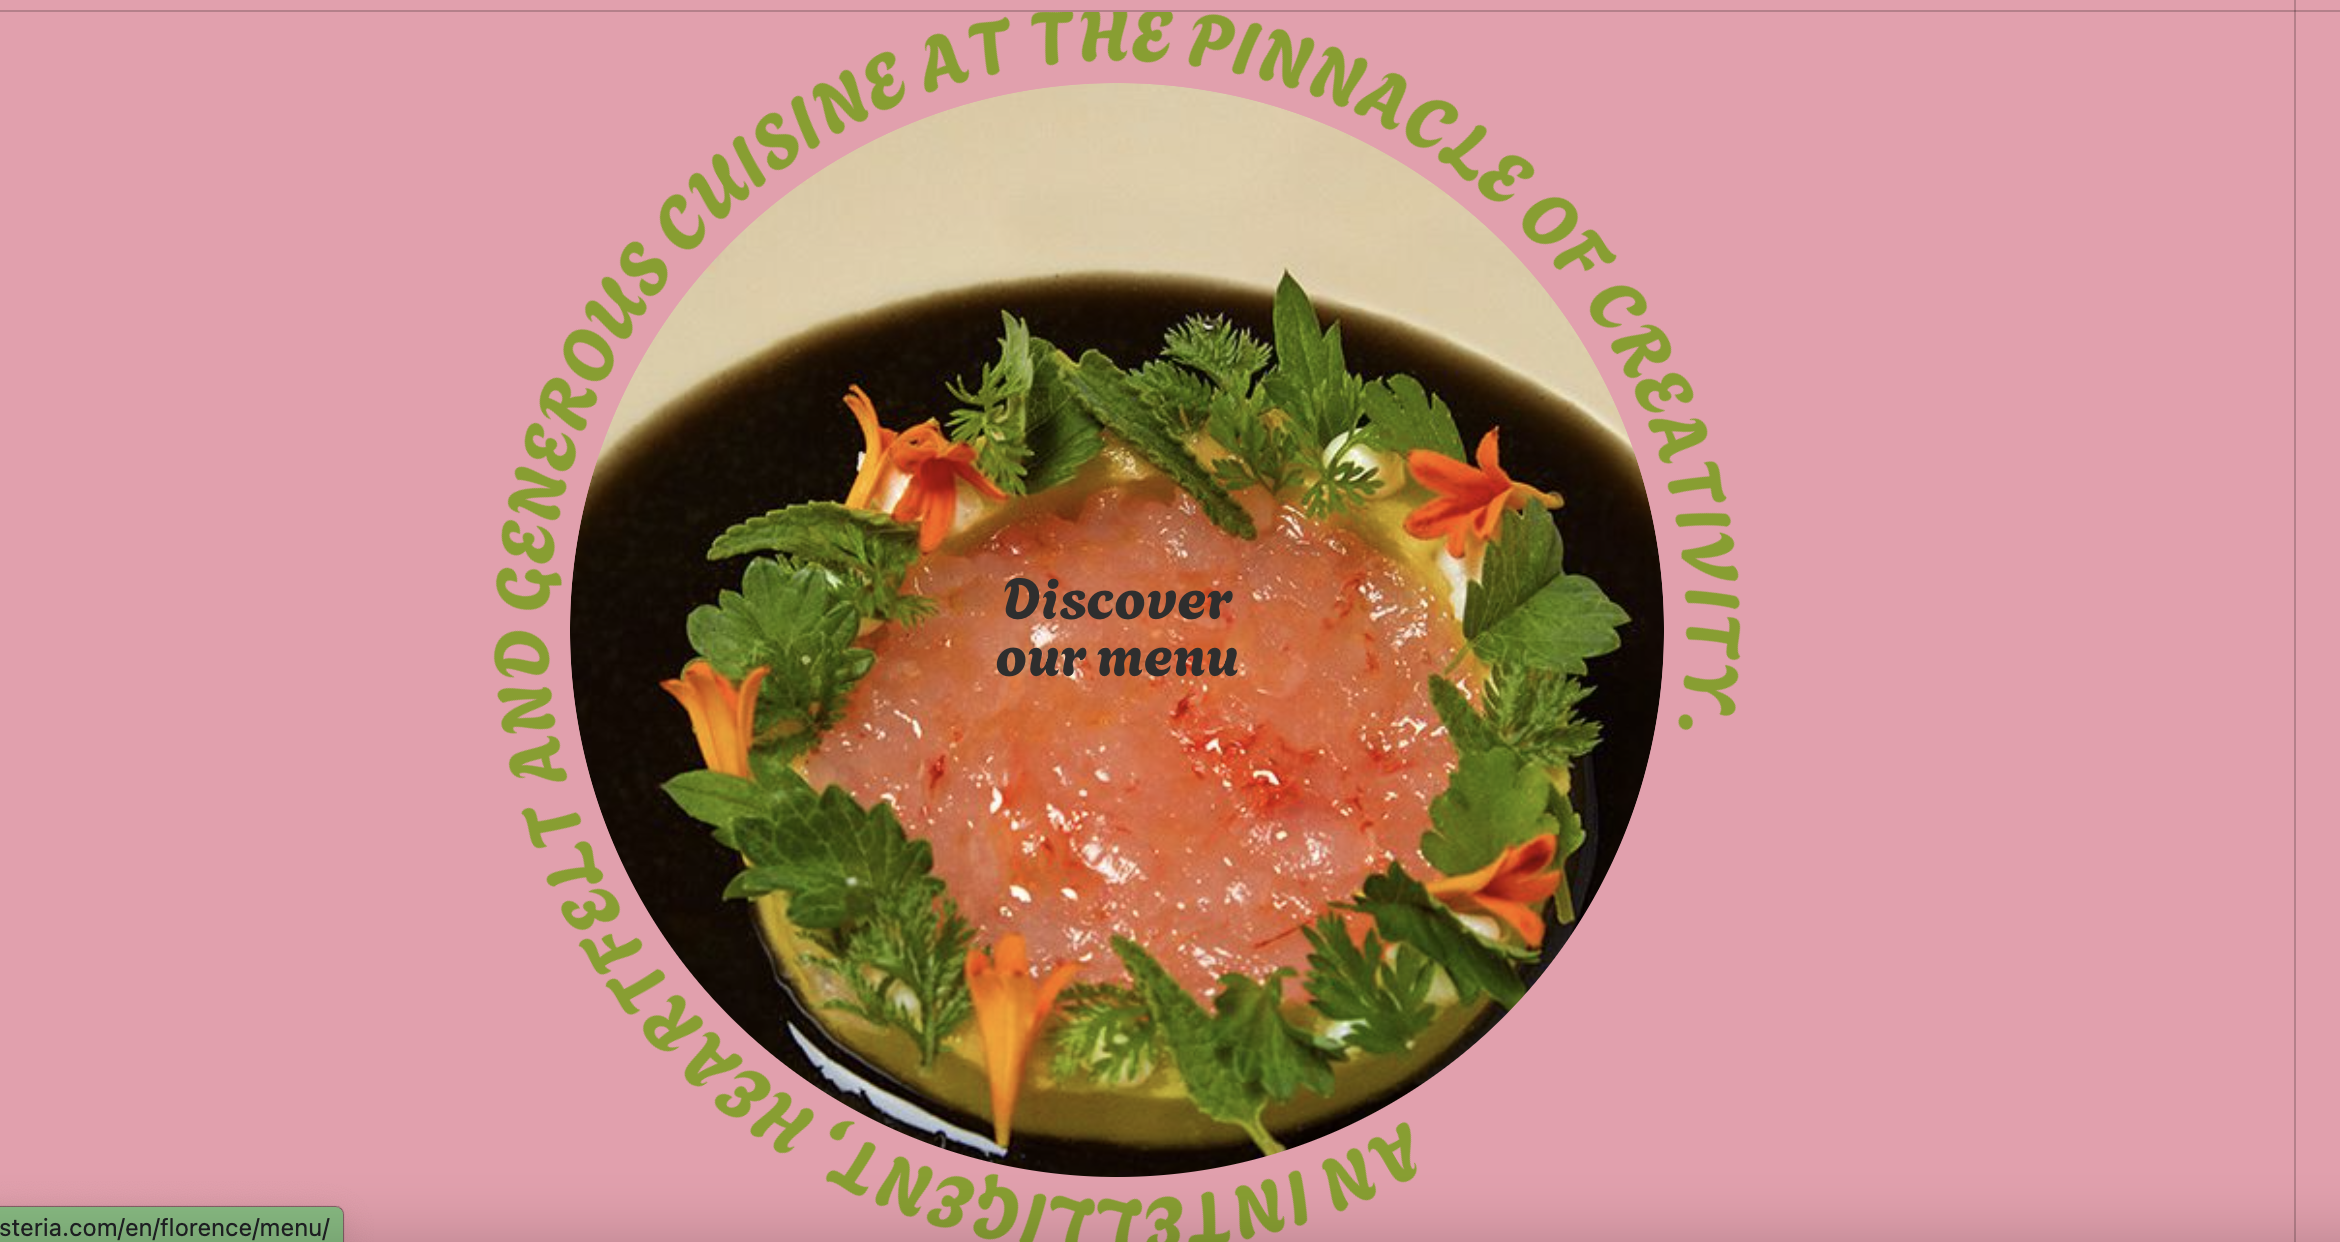 AN INTELLIGENT, HEARTFELT AND GENEROUS CUISINE AT THE PINNACLE OF CREATIVITY.
Discover
our menu
steria.com/en/florence/menu/